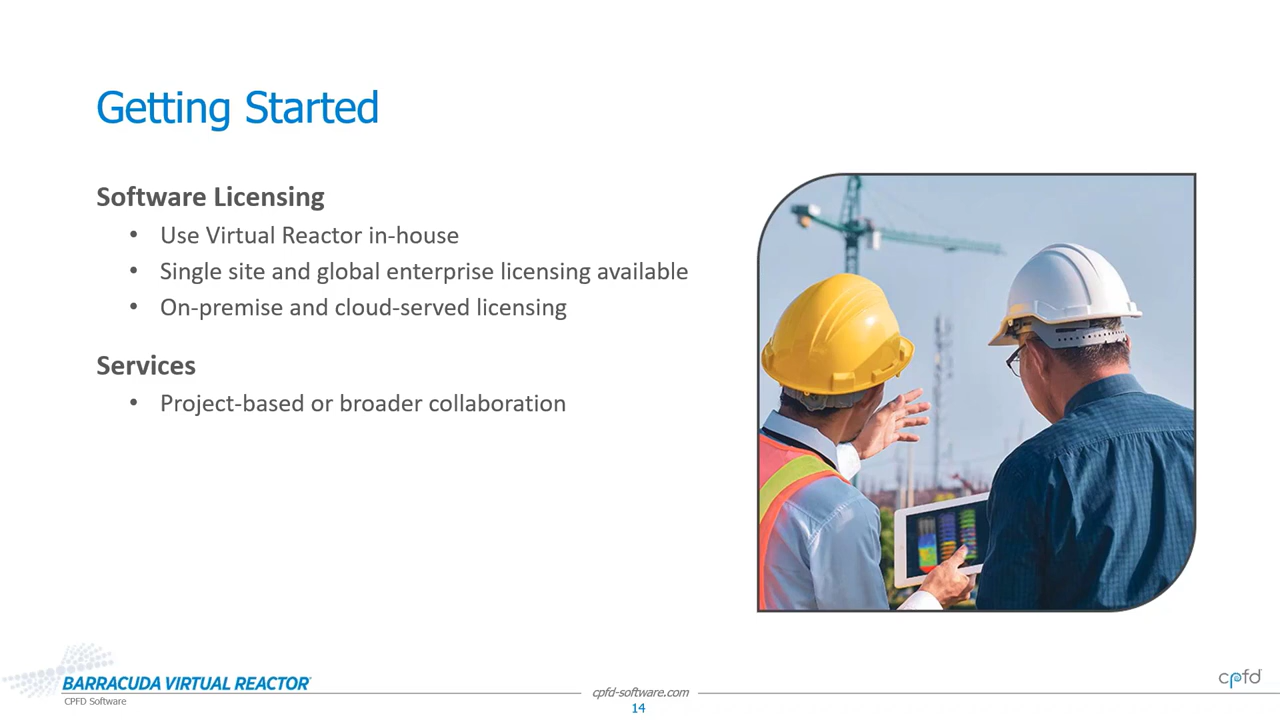 Getting Started
Software Licensing
• Use Virtual Reactor in-house
• Single site and global enterprise licensing available
• On-premise and cloud-served licensing
Services
• Project-based or broader collaboration
BARRACUDA VIRTUAL REACTOR
CPFD Software
cpfd-software.com
14
cpfd